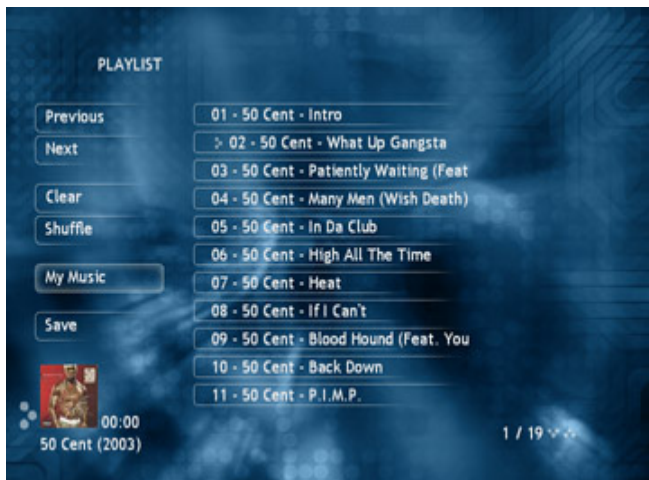 PLAYLIST
Previous
Next
Clear
Shuffle
My Music
Save
01 - 50 Cent - Intro
02 - 50 Cent - What Up Gangsta
03 - 50 Cent - Patiently Waiting (Feat
04 - 50 Cent - Many Men (Wish Death)
05 - 50 Cent - In Da Club
06 - 50 Cent - High All The Time
07 - 50 Cent - Heat
08 - 50 Cent - If I Can't
09 - 50 Cent - Blood Hound (Feat. You
10 - 50 Cent - Back Down
11 - 50 Cent - P.I.M.P.
00:00
50 Cent (2003)
1 / 19